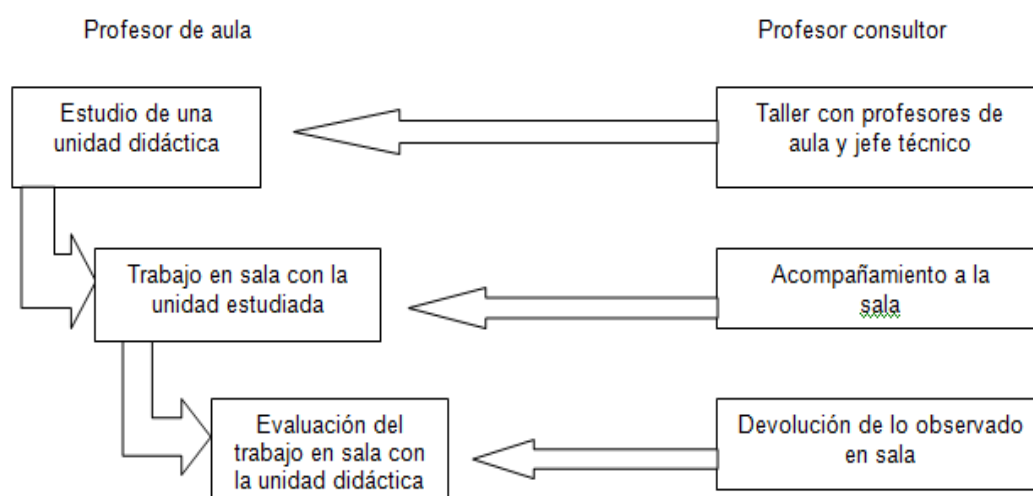 Profesor de aula
Profesor consultor
Estudio de una
unidad didáctica
Taller con profesores de
aula y jefe técnico
Trabajo en sala con la
unidad estudiada
Acompañamiento a la
sala
Evaluación del
trabajo en sala con
la unidad didáctica
Devolución de lo observado
en sala